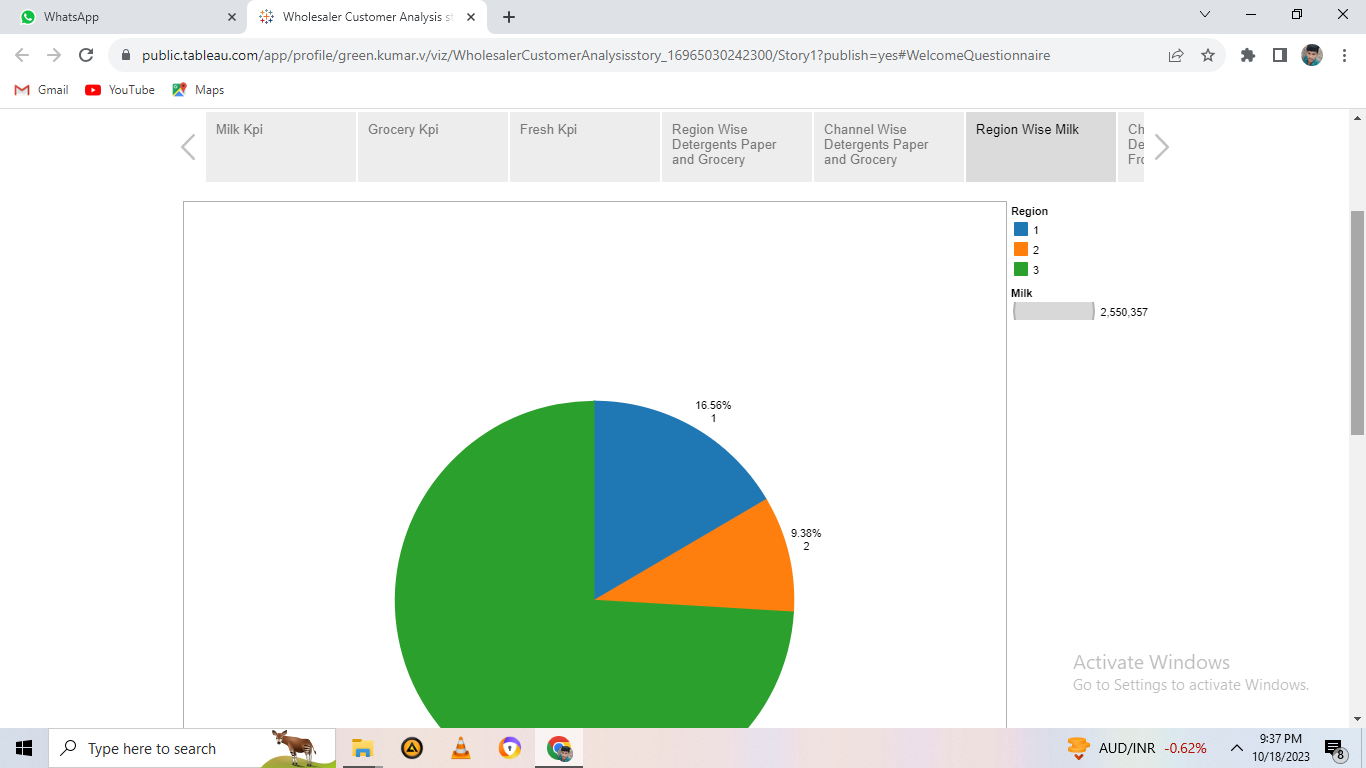 WhatsApp
Wholesaler Customer Analysis st
public.tableau.com/app/profile/green.kumar.v/viz/WholesalerCustomerAnalysisstory_16965030242300/Story1?publish=yes#WelcomeQuestionnaire
Gmail
YouTube
Maps
Milk Kpi
Grocery Kpi
Fresh Kpi
Region Wise
Detergents Paper
and Grocery
Channel Wise
Detergents Paper
and Grocery
Region Wise Milk
Ch
De
Fro
Region
1
2
3
Milk
2,550,357
16.56%
1
9.38%
2
Activate Windows
Go to Settings to activate Windows.
Type here to search
AUD/INR -0.62%
9:37 PM
10/18/2023
8